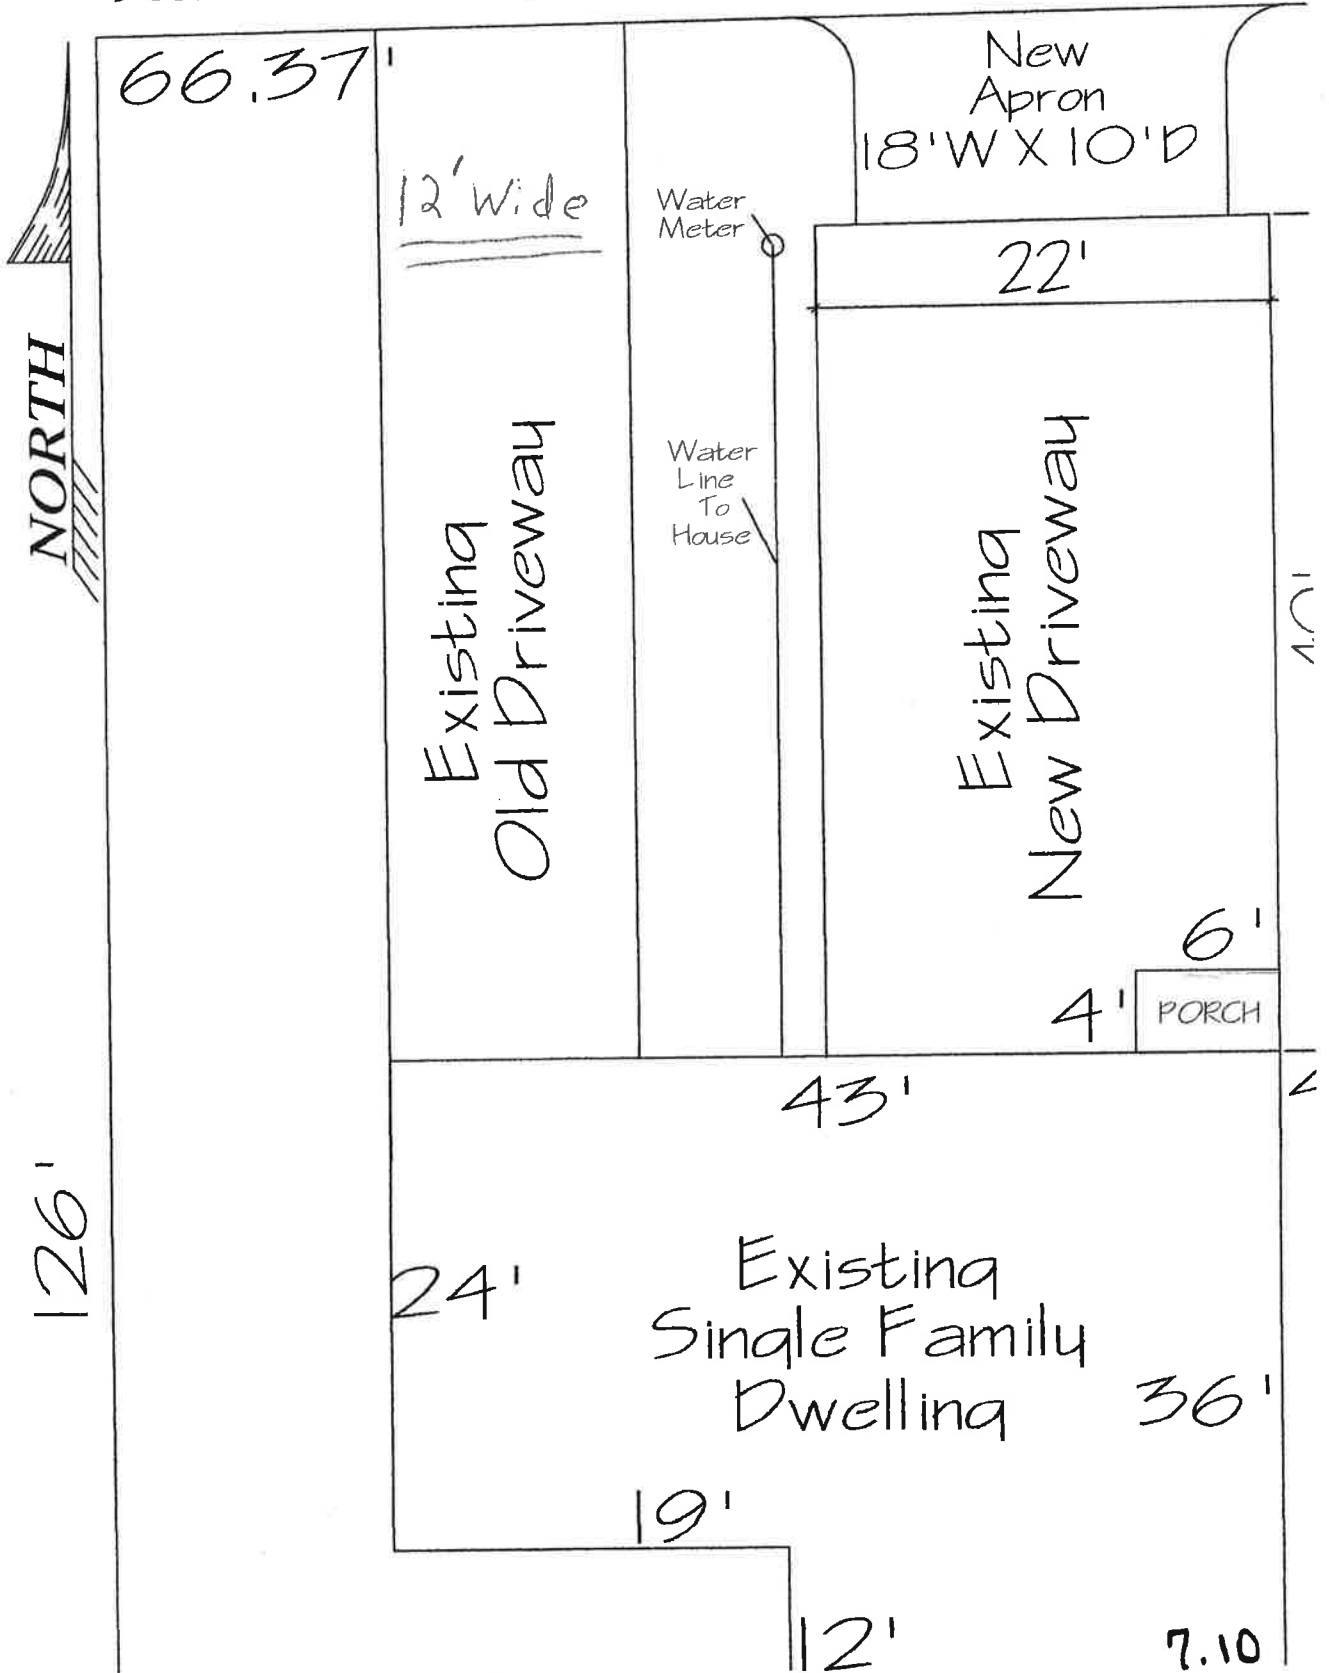 66.37'
New
Apron
18'W X 10'D
12' Wide
Water
Meter
22'
NORTH
Existing
Old Driveway
Water
Line
To
House
Existing
New Driveway
6'
4'
PORCH
43'
126'
24'
Existing
Single Family
Dwelling
36'
19'
12'
7.10